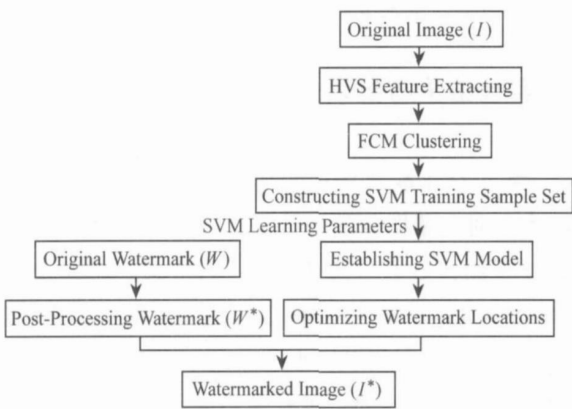 Original Image (I)
HVS Feature Extracting
FCM Clustering
Constructing SVM Training Sample Set
SVM Learning Parameters
Original Watermark (W)
Establishing SVM Model
Post-Processing Watermark (W*)
Optimizing Watermark Locations
Watermarked Image (I*)